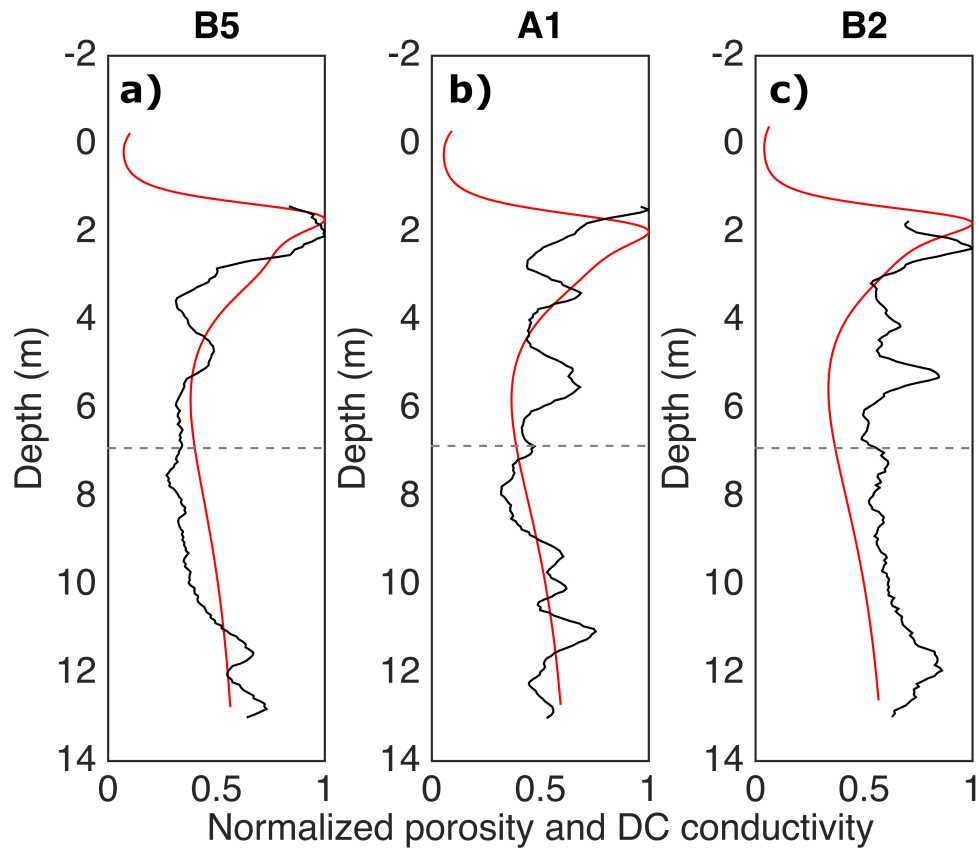 B5 A1 B2
a) b) c)
-2 -2 -2
0 0 0
2 2 2
4 4 4
6 6 6
8 8 8
10 10 10
12 12 12
14 14 14
Depth (m) Depth (m) Depth (m)
0 0.5 1 0 0.5 1 0 0.5 1
Normalized porosity and DC conductivity